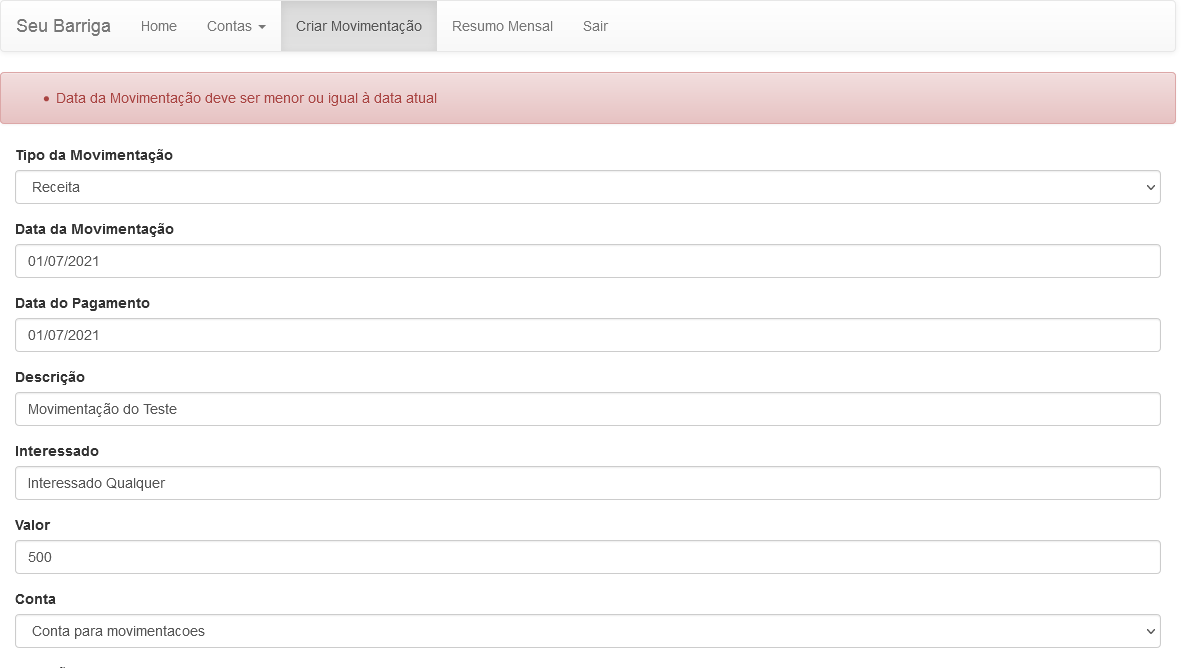 Seu Barriga Home Contas Criar Movimentação Resumo Mensal Sair
Data da Movimentação deve ser menor ou igual à data atual
Tipo da Movimentação
Receita
Data da Movimentação
01/07/2021
Data do Pagamento
01/07/2021
Descrição
Movimentação do Teste
Interessado
Interessado Qualquer
Valor
500
Conta
Conta para movimentacoes